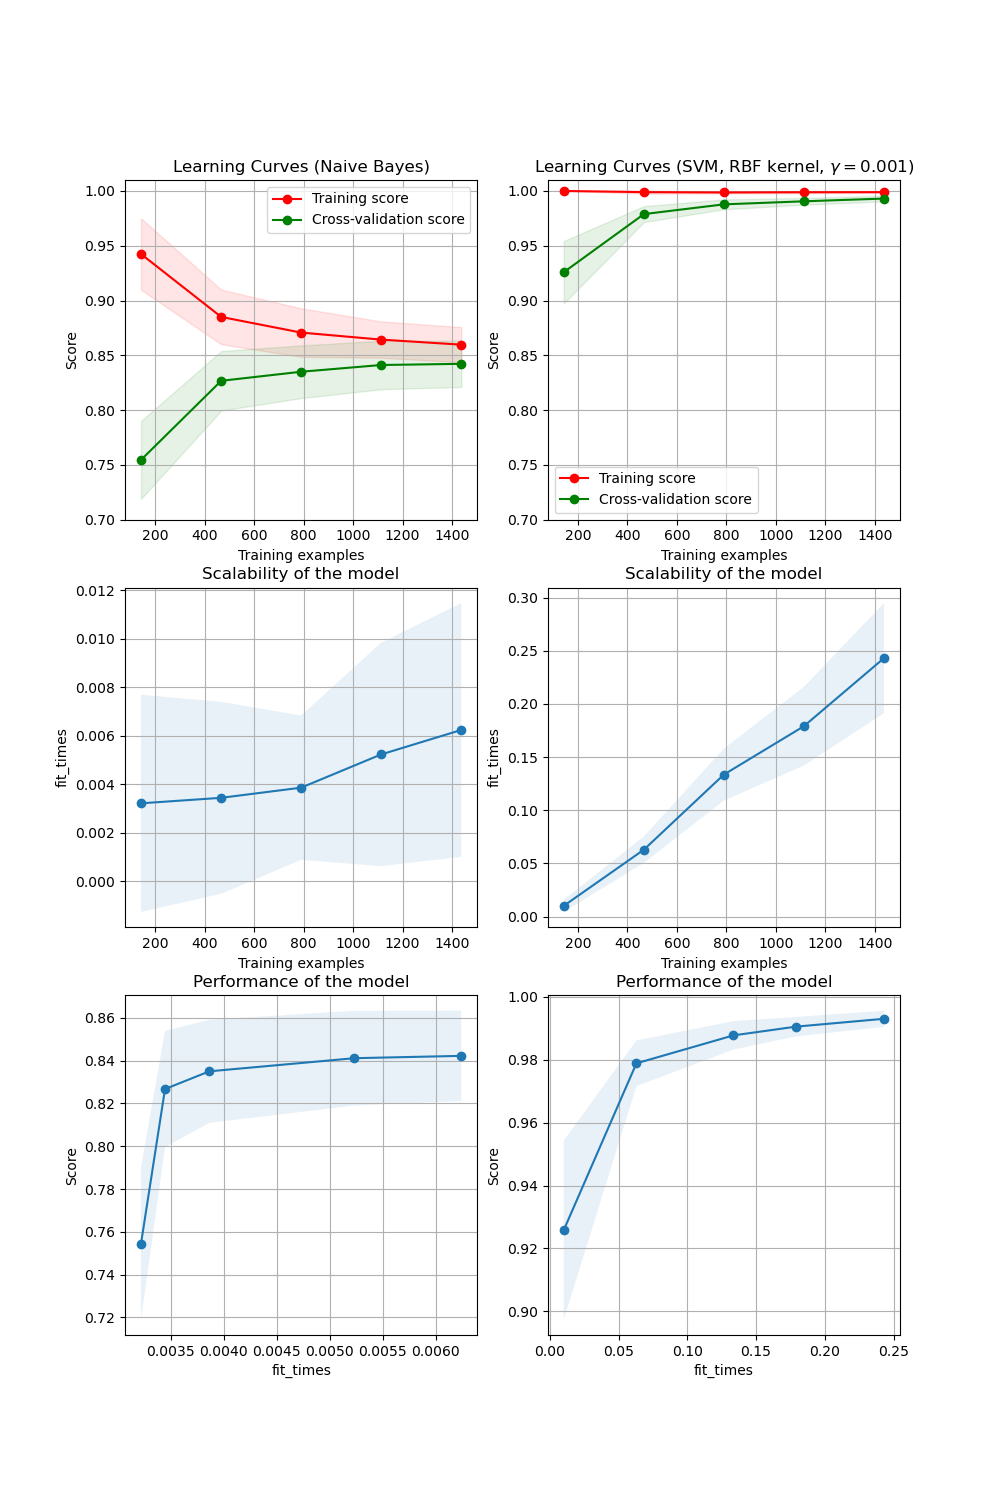 Learning Curves (Naive Bayes)
1.00
0.95
0.90
0.85
0.80
0.75
0.70
Score
Training score
Cross-validation score
200 400 600 800 1000 1200 1400
Training examples
Learning Curves (SVM, RBF kernel, γ = 0.001)
1.00
0.95
0.90
0.85
0.80
0.75
0.70
Score
Training score
Cross-validation score
200 400 600 800 1000 1200 1400
Training examples
Scalability of the model
0.012
0.010
0.008
0.006
0.004
0.002
0.000
fit_times
200 400 600 800 1000 1200 1400
Training examples
Scalability of the model
0.30
0.25
0.20
0.15
0.10
0.05
0.00
fit_times
200 400 600 800 1000 1200 1400
Training examples
Performance of the model
0.86
0.84
0.82
0.80
0.78
0.76
0.74
0.72
Score
0.0035 0.0040 0.0045 0.0050 0.0055 0.0060
fit_times
Performance of the model
1.00
0.98
0.96
0.94
0.92
0.90
Score
0.00 0.05 0.10 0.15 0.20 0.25
fit_times